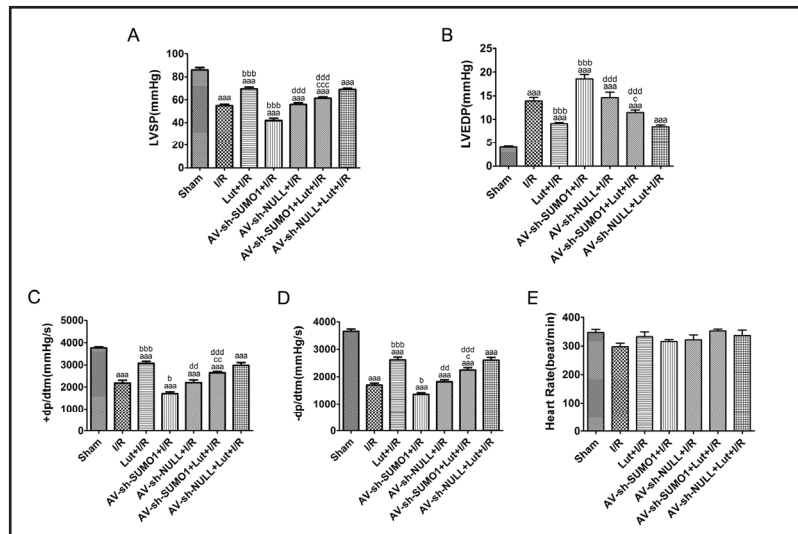 A
LVSP(mmHg)
100
80
60
40
20
0
aaa
bbb
aaa
bbb
aaa
ddd
aaa
ddd
ccc
aaa
aaa
Sham
I/R
Lut+I/R
AV-sh-SUMO1+I/R
AV-sh-NULL+I/R
AV-sh-SUMO1+Lut+I/R
AV-sh-NULL+Lut+I/R
B
LVEDP(mmHg)
25
20
15
10
5
0
aaa
bbb
aaa
bbb
aaa
ddd
aaa
ddd
c
aaa
aaa
Sham
I/R
Lut+I/R
AV-sh-SUMO1+I/R
AV-sh-NULL+I/R
AV-sh-SUMO1+Lut+I/R
AV-sh-NULL+Lut+I/R
C
+dp/dtm(mmHg/s)
5000
4000
3000
2000
1000
0
aaa
bbb
aaa
b
aaa
dd
aaa
ddd
cc
aaa
aaa
Sham
I/R
Lut+I/R
AV-sh-SUMO1+I/R
AV-sh-NULL+I/R
AV-sh-SUMO1+Lut+I/R
AV-sh-NULL+Lut+I/R
D
-dp/dtm(mmHg/s)
4000
3000
2000
1000
0
aaa
bbb
aaa
b
aaa
dd
aaa
ddd
c
aaa
aaa
Sham
I/R
Lut+I/R
AV-sh-SUMO1+I/R
AV-sh-NULL+I/R
AV-sh-SUMO1+Lut+I/R
AV-sh-NULL+Lut+I/R
E
Heart Rate(beat/min)
400
300
200
100
0
Sham
I/R
Lut+I/R
AV-sh-SUMO1+I/R
AV-sh-NULL+I/R
AV-sh-SUMO1+Lut+I/R
AV-sh-NULL+Lut+I/R